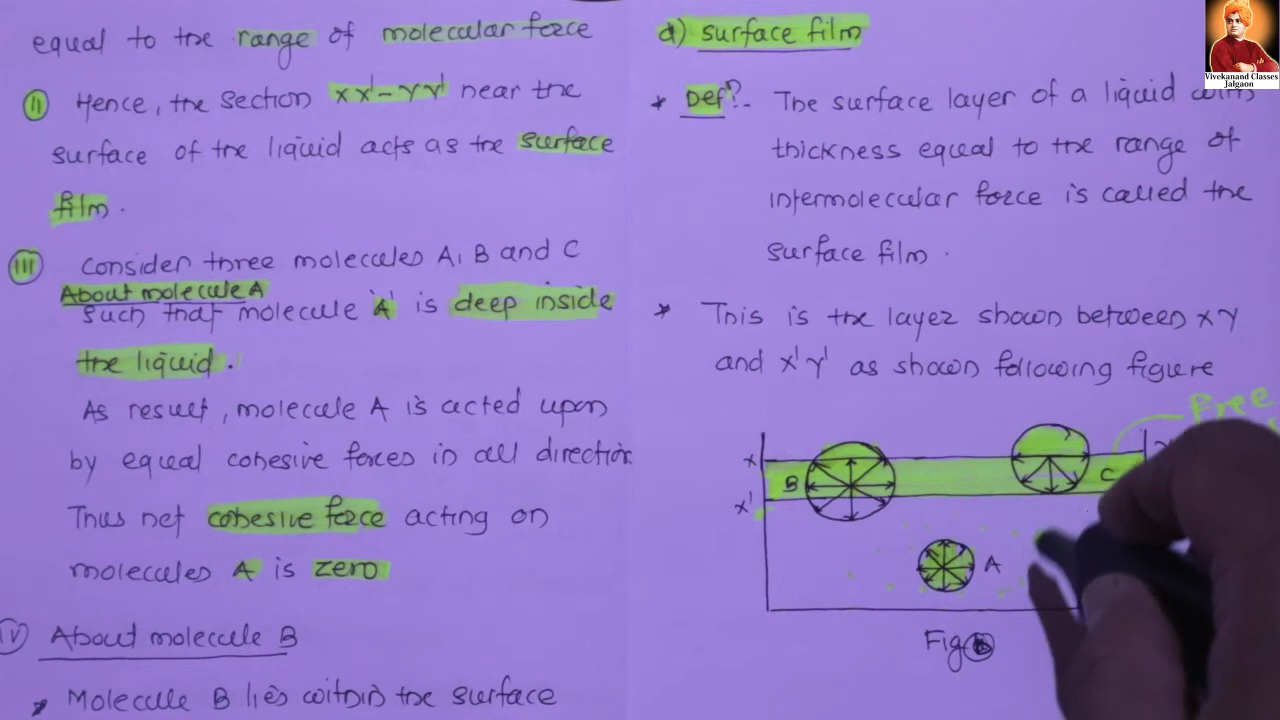 equal to the range of molecular force
II Hence, the section xx'-yy' near the
surface of the liquid acts as the surface
film.
III Consider three molecules A, B and C
About molecule A
such that molecule 'A' is deep inside
the liquid.
As result, molecule A is acted upon
by equal cohesive forces in all direction
Thus net cohesive force acting on
molecules A is zero
IV About molecule B
* Molecule B lies within the surface
d) surface film
* Defn- The surface layer of a liquid with
thickness equal to the range of
intermolecular force is called the
surface film.
* This is the layer shown between xy
and x'y' as shown following figure
Free
x
B
C
x'
A
Fig b
Vivekanand Classes
Jalgaon